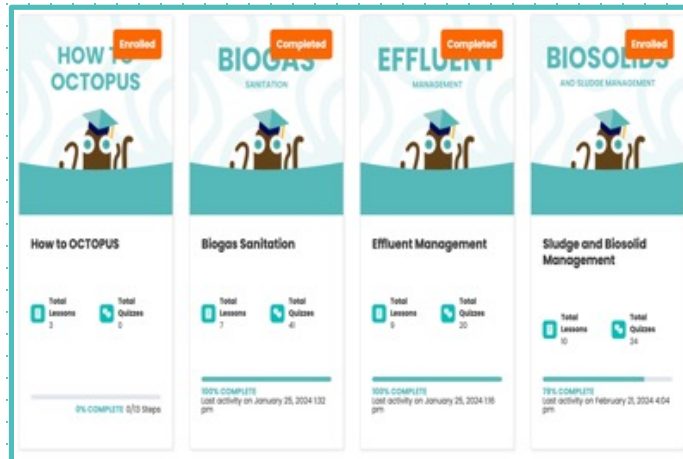 Enrolled
HOW TO
OCTOPUS
How to OCTOPUS
Total
Lessons
3
Total
Quizzes
0
0% COMPLETE 0/13 Steps
Completed
BIOGAS
SANITATION
Biogas Sanitation
Total
Lessons
7
Total
Quizzes
41
100% COMPLETE
Last activity on January 25, 2024 1:32
pm
Completed
EFFLUENT
MANAGEMENT
Effluent Management
Total
Lessons
9
Total
Quizzes
20
100% COMPLETE
Last activity on January 25, 2024 1:16
pm
Enrolled
BIOSOLIDS
AND SLUDGE MANAGEMENT
Sludge and Biosolid
Management
Total
Lessons
10
Total
Quizzes
24
78% COMPLETE
Last activity on February 21, 2024 4:04
pm